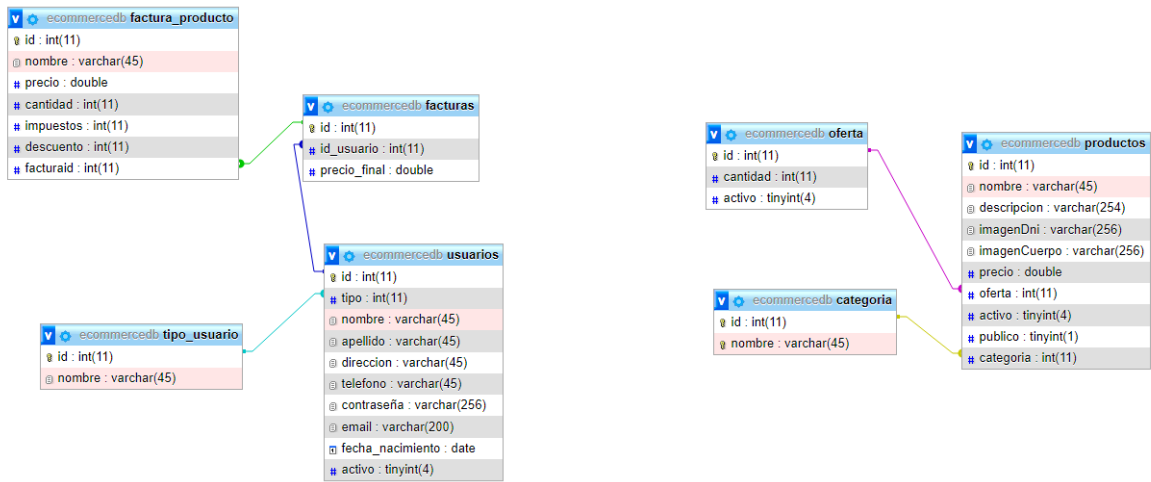 ecommercedb factura_producto
id : int(11)
nombre : varchar(45)
precio : double
cantidad : int(11)
impuestos : int(11)
descuento : int(11)
facturaid : int(11)
ecommercedb facturas
id : int(11)
id_usuario : int(11)
precio_final : double
ecommercedb usuarios
id : int(11)
tipo : int(11)
nombre : varchar(45)
apellido : varchar(45)
direccion : varchar(45)
telefono : varchar(45)
contraseña : varchar(256)
email : varchar(200)
fecha_nacimiento : date
activo : tinyint(4)
ecommercedb tipo_usuario
id : int(11)
nombre : varchar(45)
ecommercedb oferta
id : int(11)
cantidad : int(11)
activo : tinyint(4)
ecommercedb categoria
id : int(11)
nombre : varchar(45)
ecommercedb productos
id : int(11)
nombre : varchar(45)
descripcion : varchar(254)
imagenDni : varchar(256)
imagenCuerpo : varchar(256)
precio : double
oferta : int(11)
activo : tinyint(4)
publico : tinyint(1)
categoria : int(11)